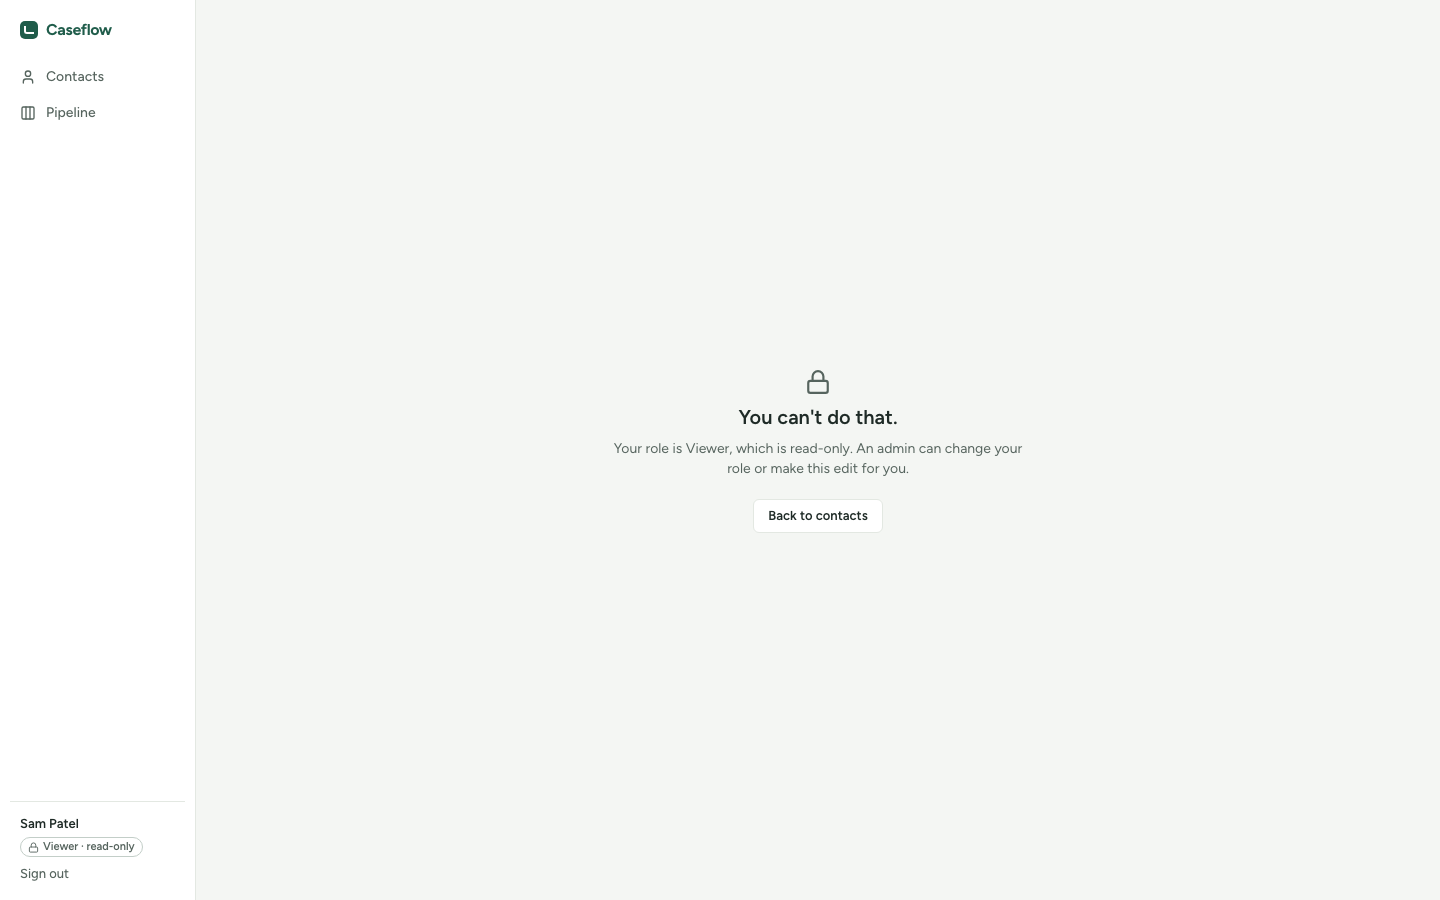 Caseflow
Contacts
Pipeline
You can't do that.
Your role is Viewer, which is read-only. An admin can change your
role or make this edit for you.
Back to contacts
Sam Patel
Viewer · read-only
Sign out